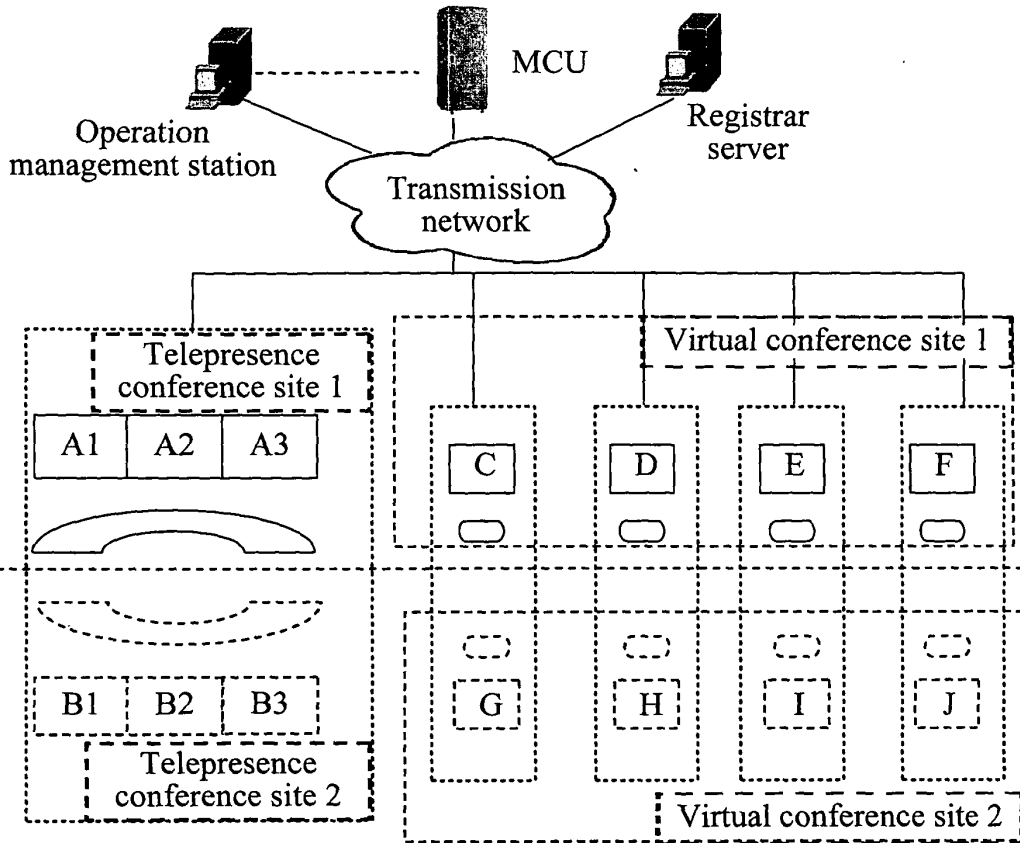 MCU
Operation
management station
Registrar
server
Transmission
network
Telepresence
conference site 1
Virtual conference site 1
A1 A2 A3
C D E F
B1 B2 B3
G H I J
Telepresence
conference site 2
Virtual conference site 2